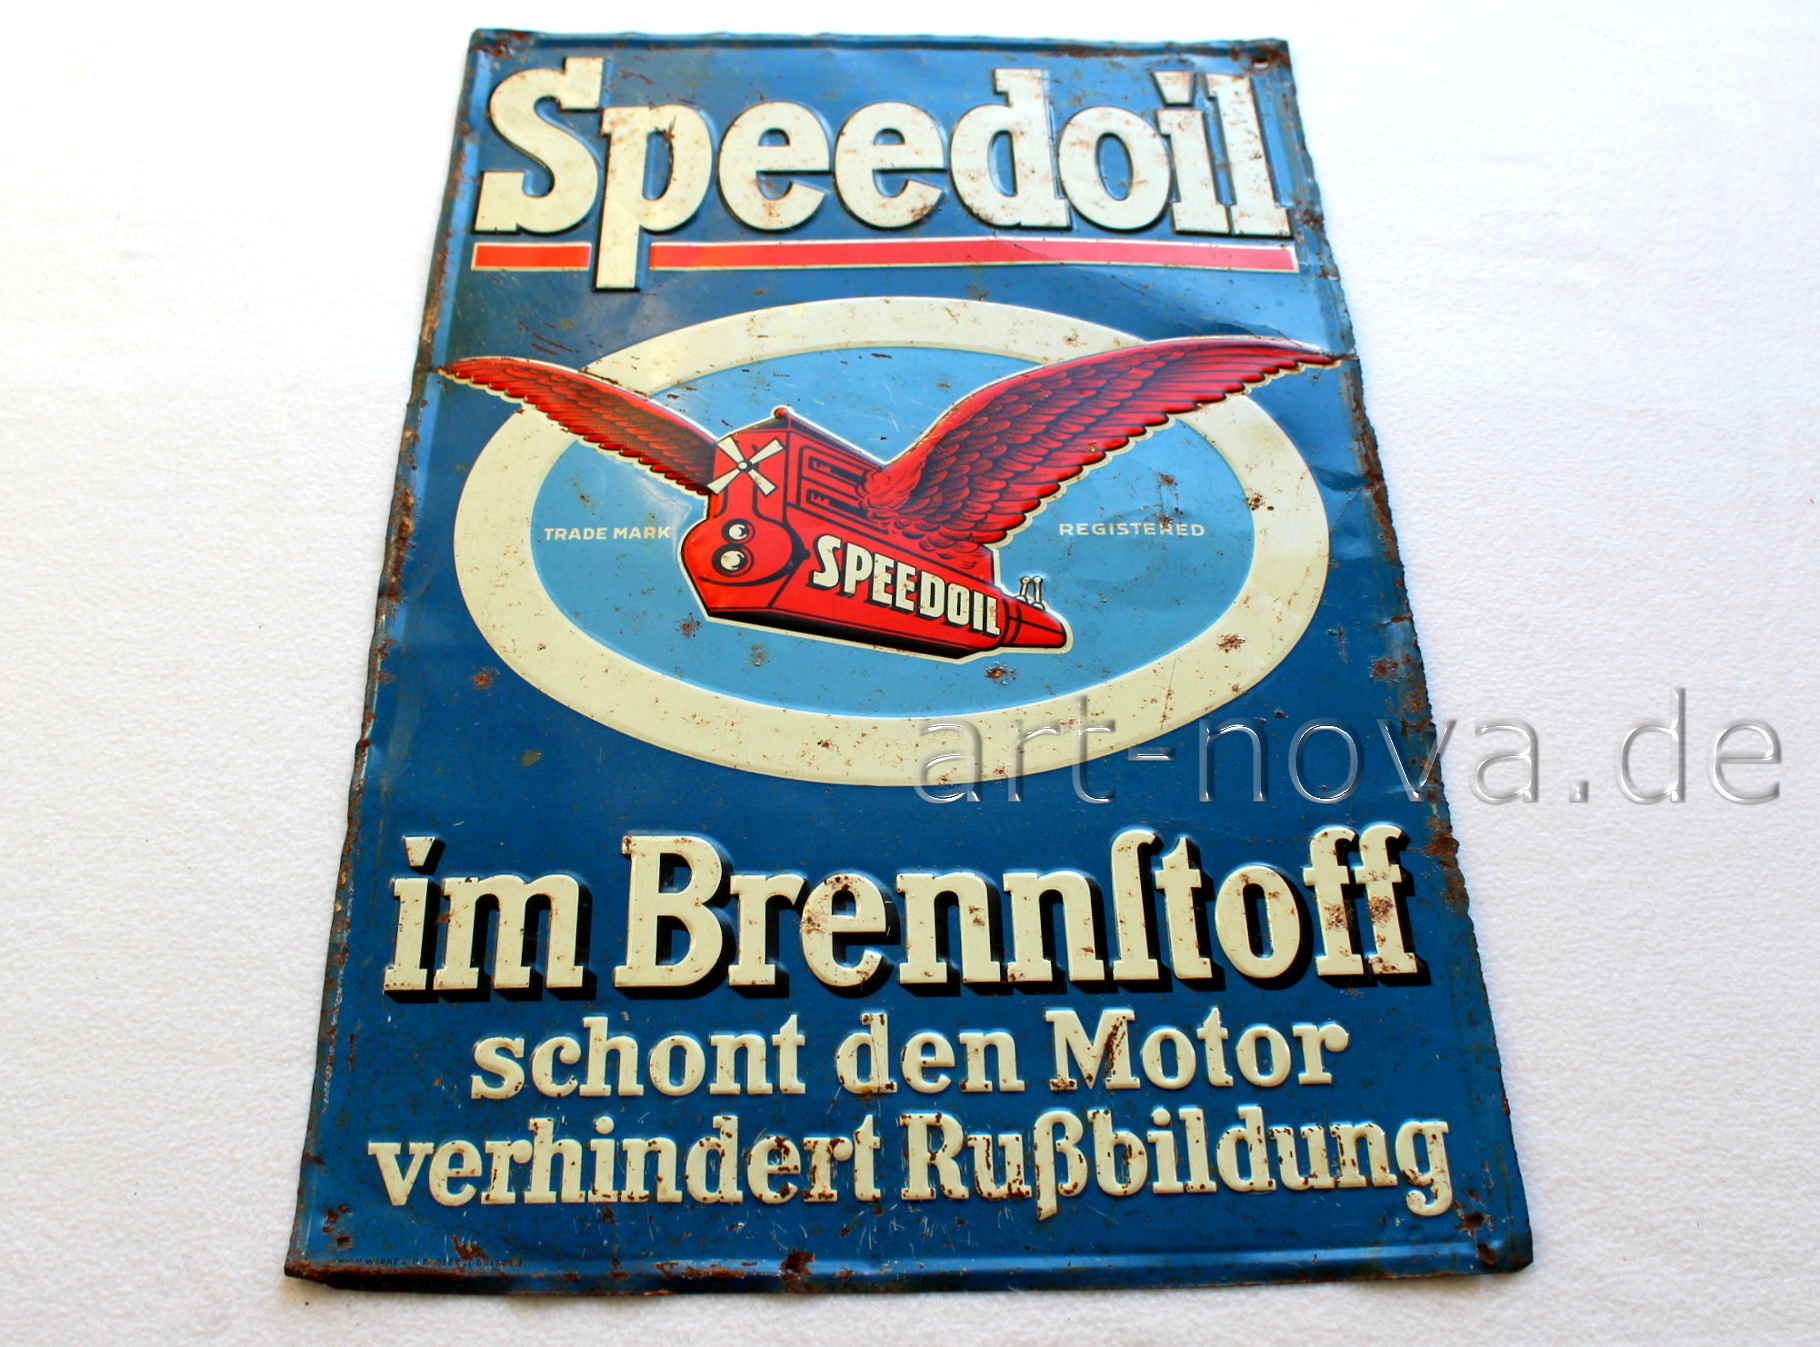 Speedoil
TRADE MARK
REGISTERED
SPEEDOIL
art-nova.de
im Brennſtoff
schont den Motor
verhindert Rußbildung